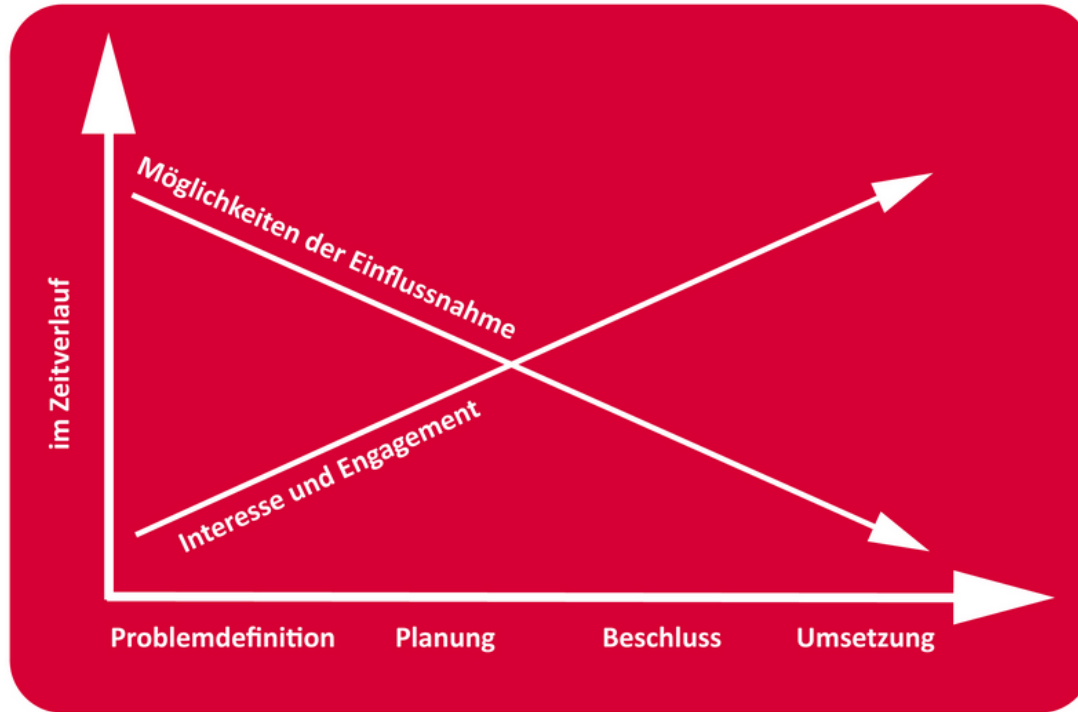 Möglichkeiten der Einflussnahme
im Zeitverlauf
Interesse und Engagement
Problemdefinition
Planung
Beschluss
Umsetzung